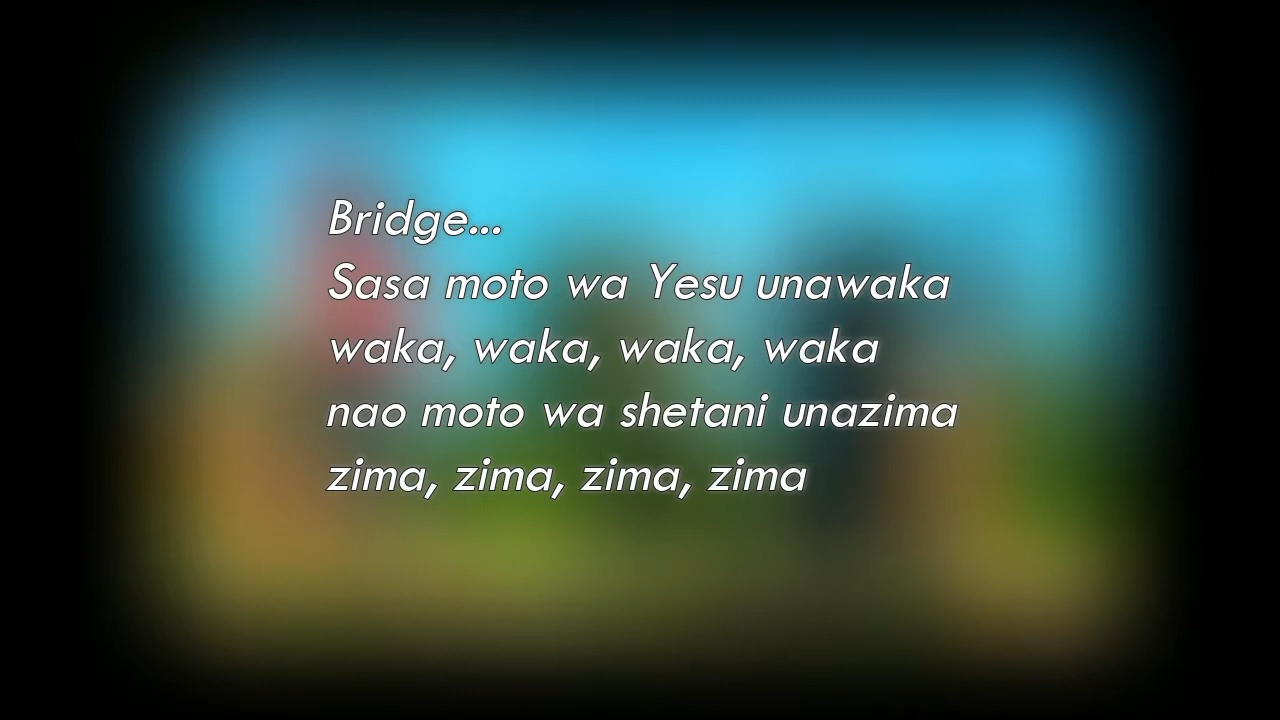 Bridge...
Sasa moto wa Yesu unawaka
waka, waka, waka, waka
nao moto wa shetani unazima
zima, zima, zima, zima